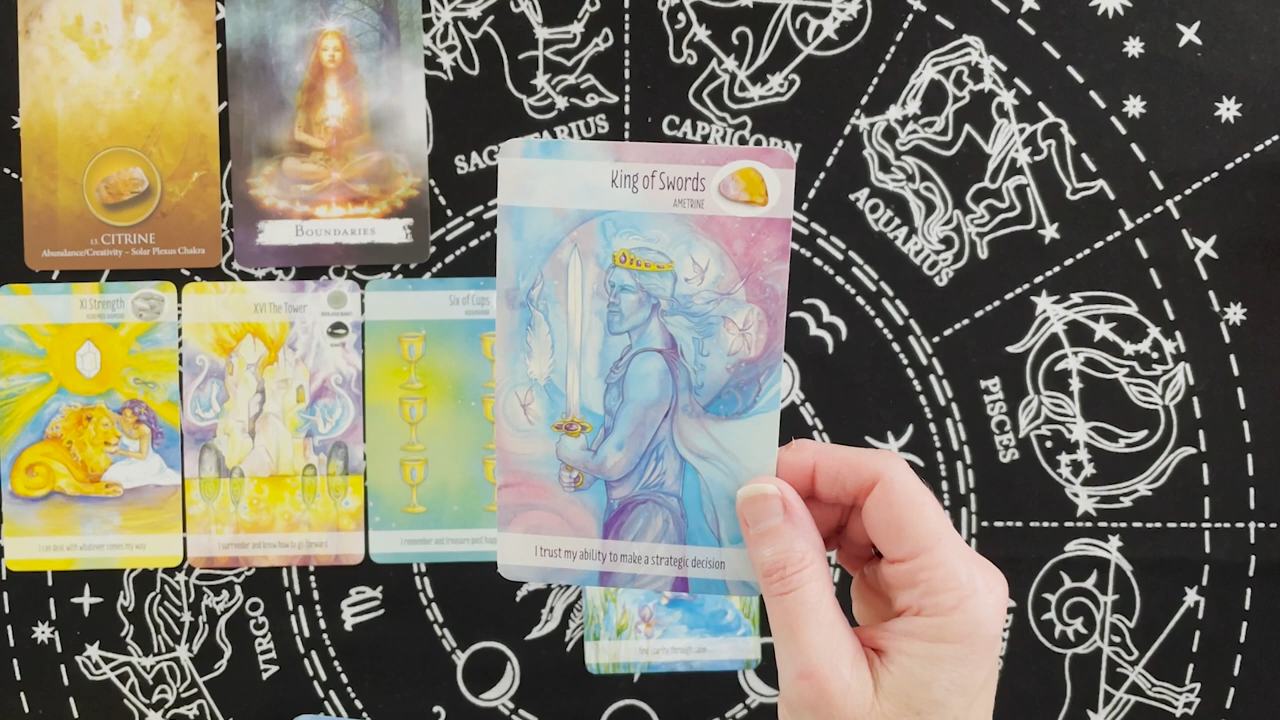 SAGITTARIUS
CAPRICORN
AQUARIUS
PISCES
VIRGO
13 CITRINE
Abundance/Creativity ~ Solar Plexus Chakra
BOUNDARIES
King of Swords
AMETRINE
I trust my ability to make a strategic decision
XI Strength
I can deal with whatever comes my way
XVI The Tower
I surrender and know how to go forward
Six of Cups
I remember and treasure past
find clarity through